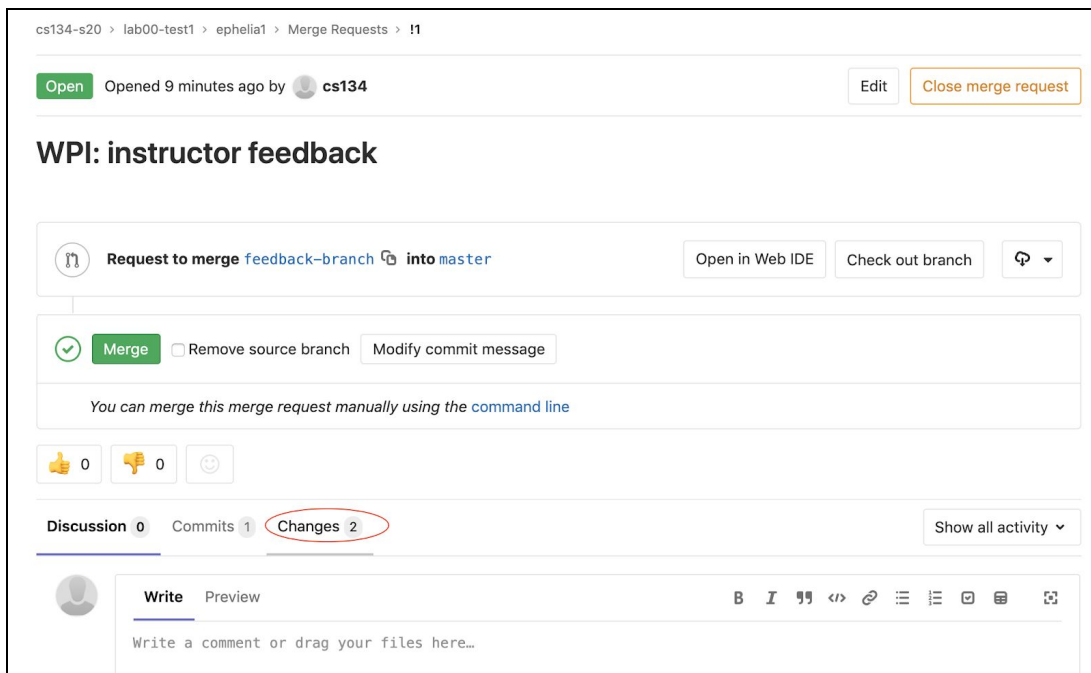 cs134-s20 > lab00-test1 > ephelia1 > Merge Requests > !1
Open Opened 9 minutes ago by cs134 Edit Close merge request
WPI: instructor feedback
Request to merge feedback-branch into master Open in Web IDE Check out branch
Merge Remove source branch Modify commit message
You can merge this merge request manually using the command line
0 0
Discussion 0 Commits 1 Changes 2 Show all activity
Write Preview B I
Write a comment or drag your files here…